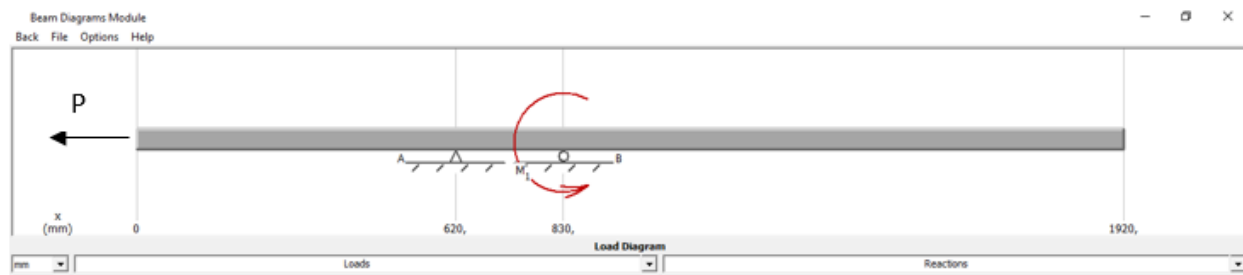 Beam Diagrams Module
Back File Options Help
P
A
M1
B
x
(mm)
0
620,
830,
1920,
Load Diagram
mm
Loads
Reactions